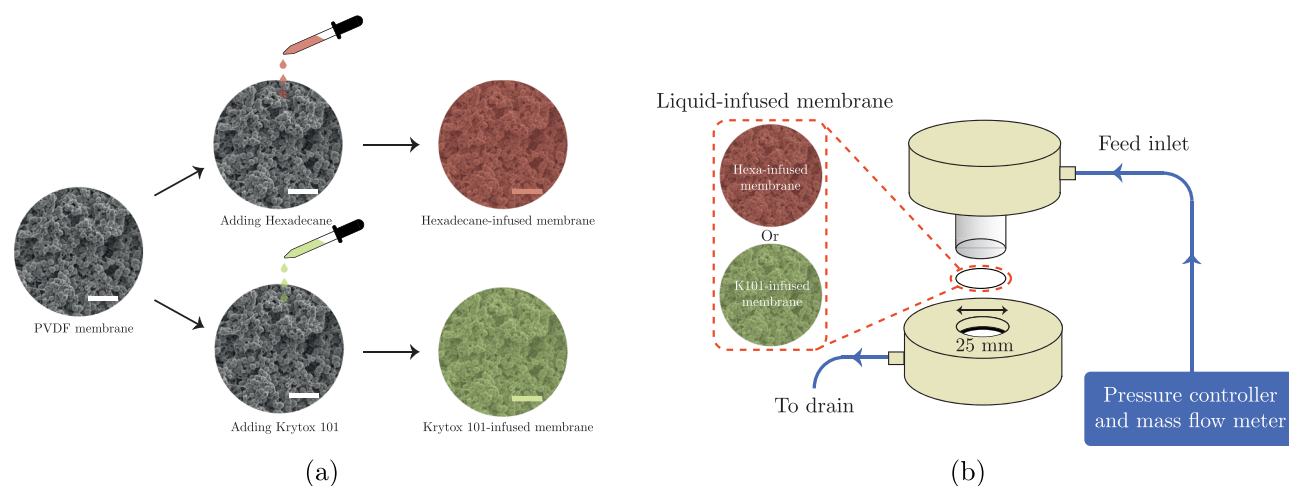 PVDF membrane
Adding Hexadecane
Hexadecane-infused membrane
Adding Krytox 101
Krytox 101-infused membrane
(a)
Liquid-infused membrane
Hexa-infused
membrane
Or
K101-infused
membrane
Feed inlet
25 mm
To drain
Pressure controller
and mass flow meter
(b)